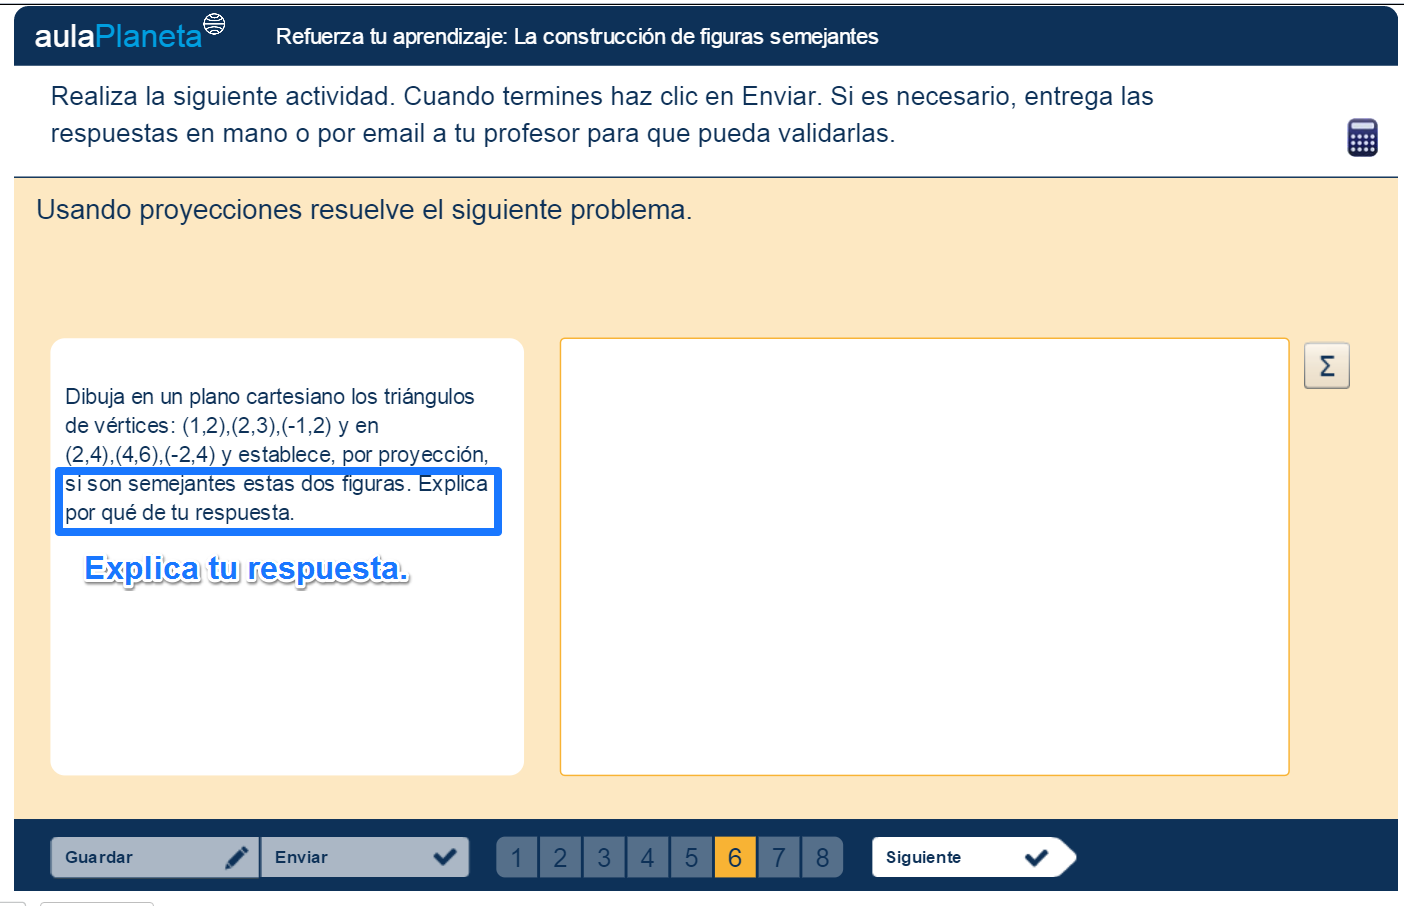 aulaPlaneta
Refuerza tu aprendizaje: La construcción de figuras semejantes
Realiza la siguiente actividad. Cuando termines haz clic en Enviar. Si es necesario, entrega las
respuestas en mano o por email a tu profesor para que pueda validarlas.
Usando proyecciones resuelve el siguiente problema.
Dibuja en un plano cartesiano los triángulos
de vértices: (1,2),(2,3),(-1,2) y en
(2,4),(4,6),(-2,4) y establece, por proyección,
si son semejantes estas dos figuras. Explica
por qué de tu respuesta.
Explica tu respuesta.
Σ
Guardar
Enviar
1 2 3 4 5 6 7 8
Siguiente